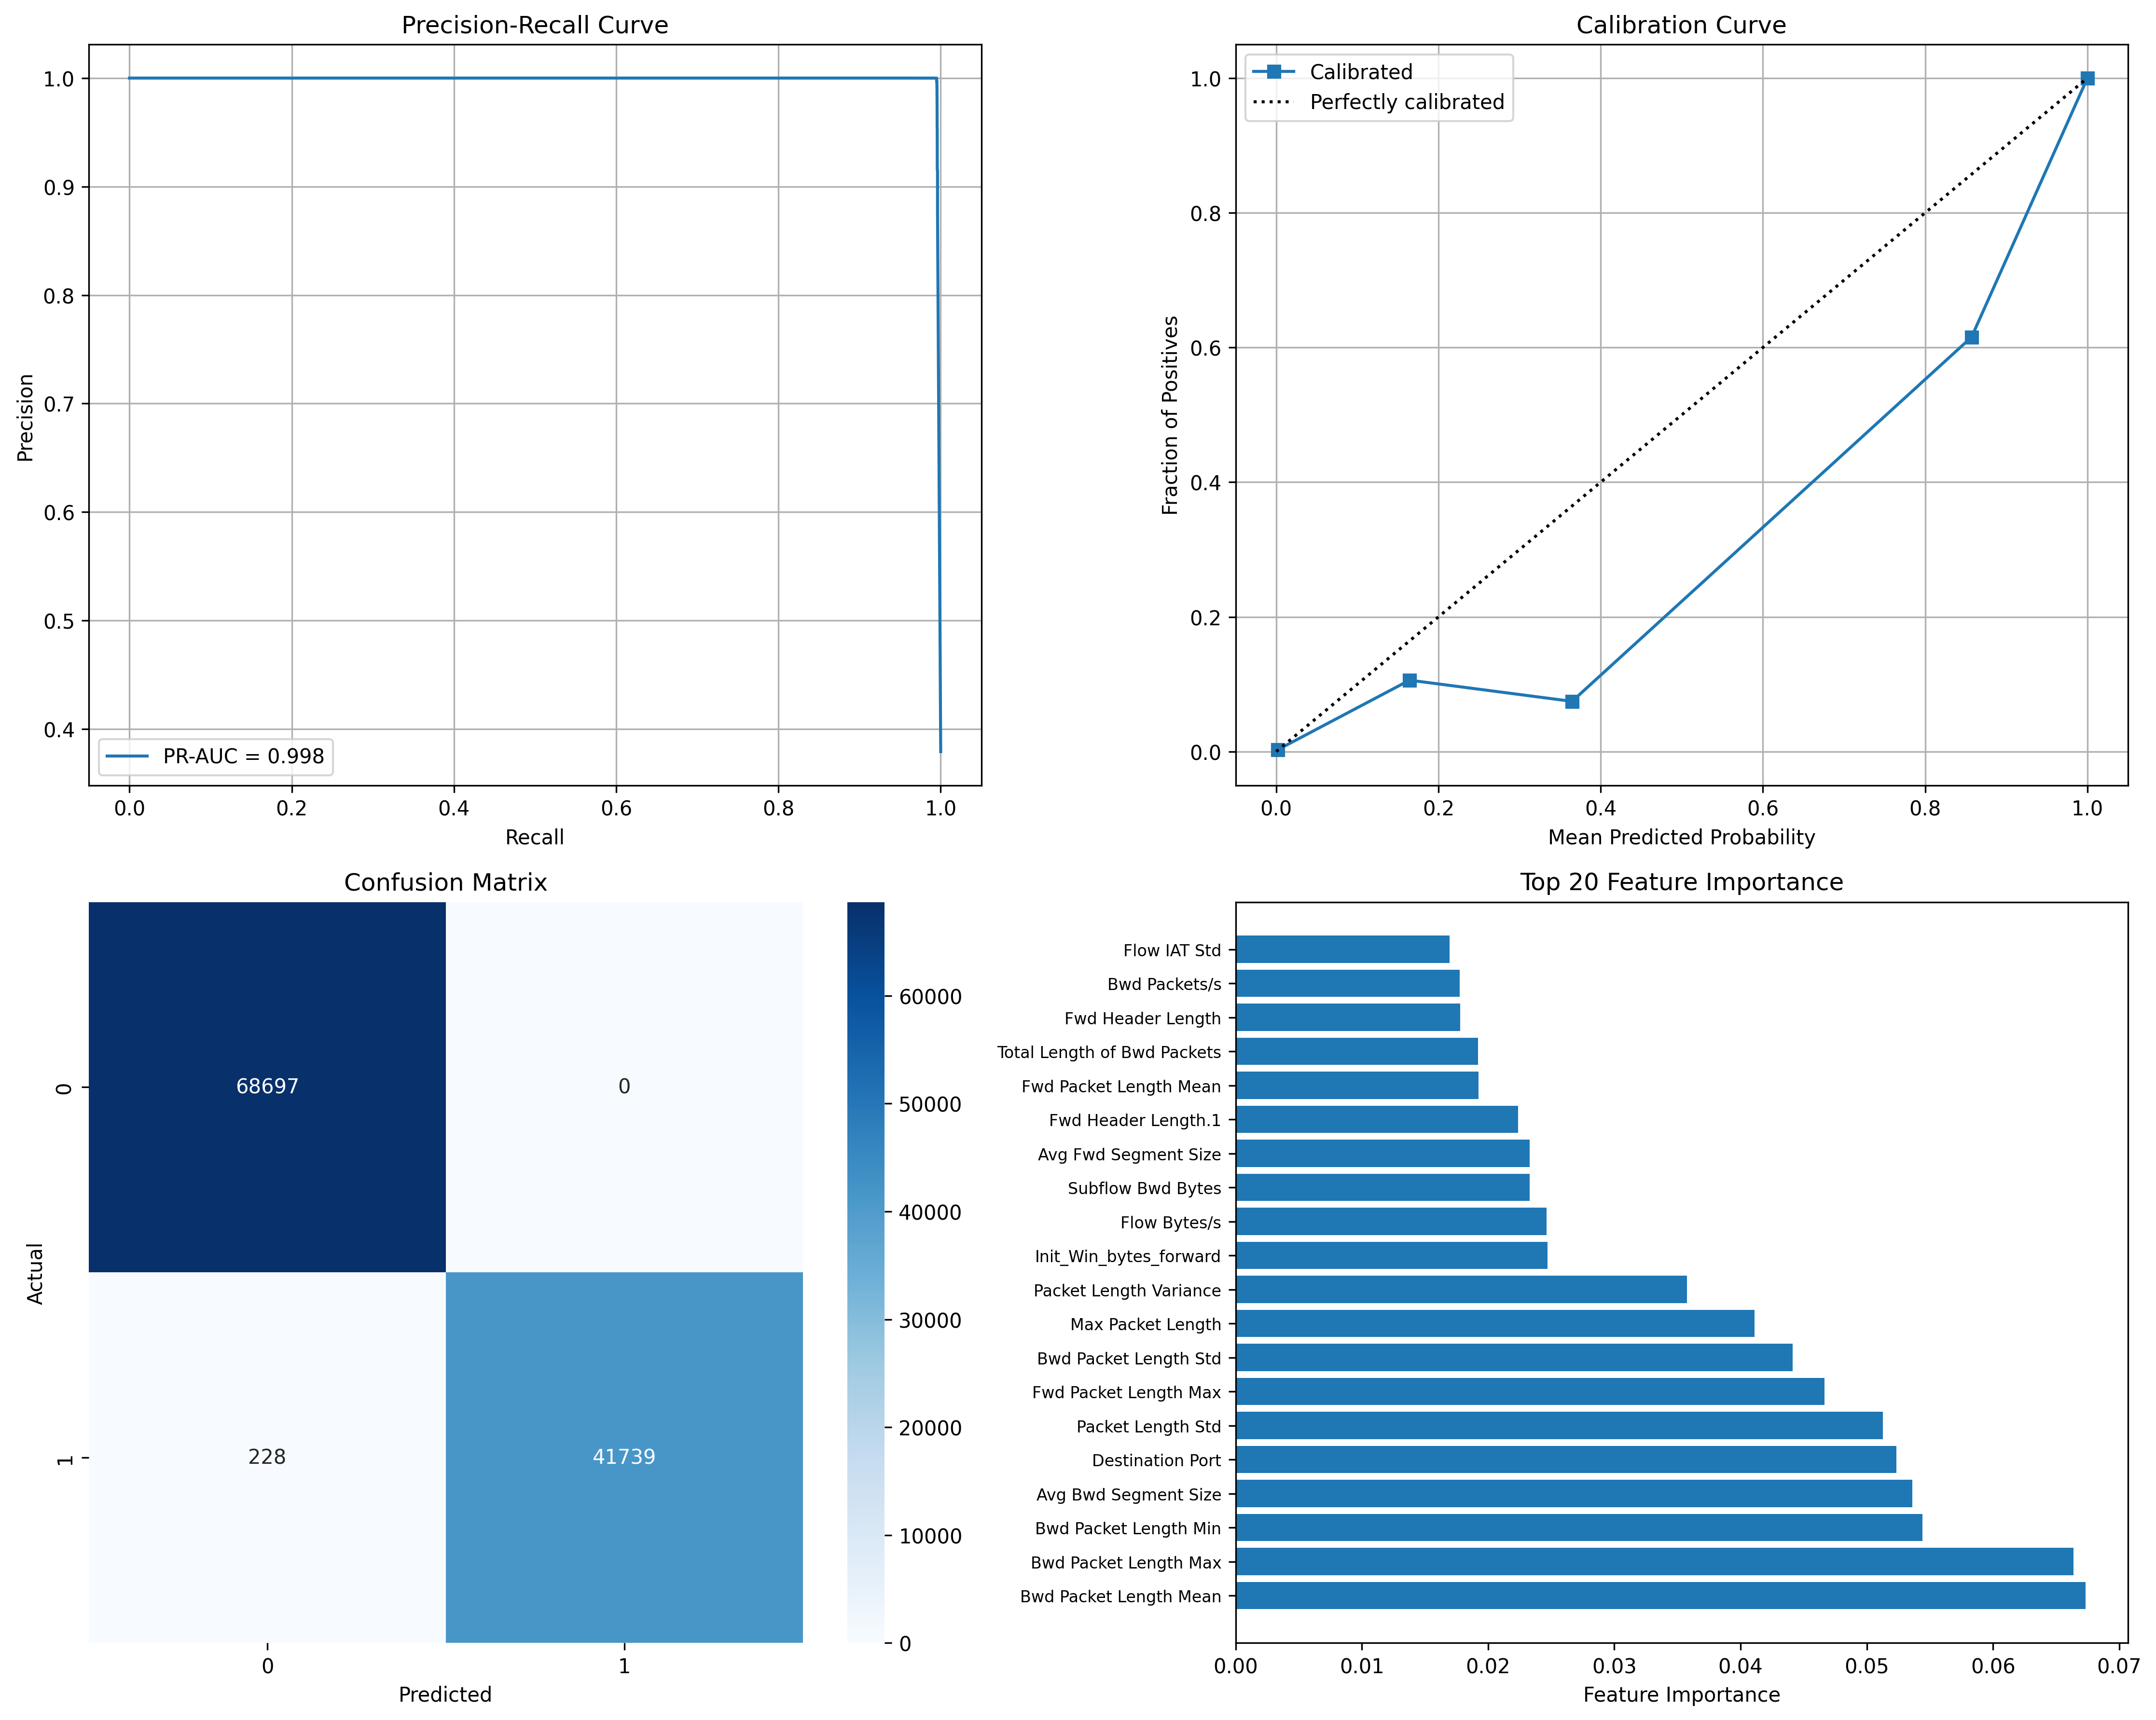 Precision-Recall Curve
1.0
0.9
0.8
0.7
0.6
0.5
0.4
Precision
PR-AUC = 0.998
0.0 0.2 0.4 0.6 0.8 1.0
Recall
Calibration Curve
Calibrated
Perfectly calibrated
1.0
0.8
0.6
0.4
0.2
0.0
Fraction of Positives
0.0 0.2 0.4 0.6 0.8 1.0
Mean Predicted Probability
Confusion Matrix
0
1
Actual
68697 0
228 41739
0 1
Predicted
60000
50000
40000
30000
20000
10000
0
Top 20 Feature Importance
Flow IAT Std
Bwd Packets/s
Fwd Header Length
Total Length of Bwd Packets
Fwd Packet Length Mean
Fwd Header Length.1
Avg Fwd Segment Size
Subflow Bwd Bytes
Flow Bytes/s
Init_Win_bytes_forward
Packet Length Variance
Max Packet Length
Bwd Packet Length Std
Fwd Packet Length Max
Packet Length Std
Destination Port
Avg Bwd Segment Size
Bwd Packet Length Min
Bwd Packet Length Max
Bwd Packet Length Mean
0.00 0.01 0.02 0.03 0.04 0.05 0.06 0.07
Feature Importance